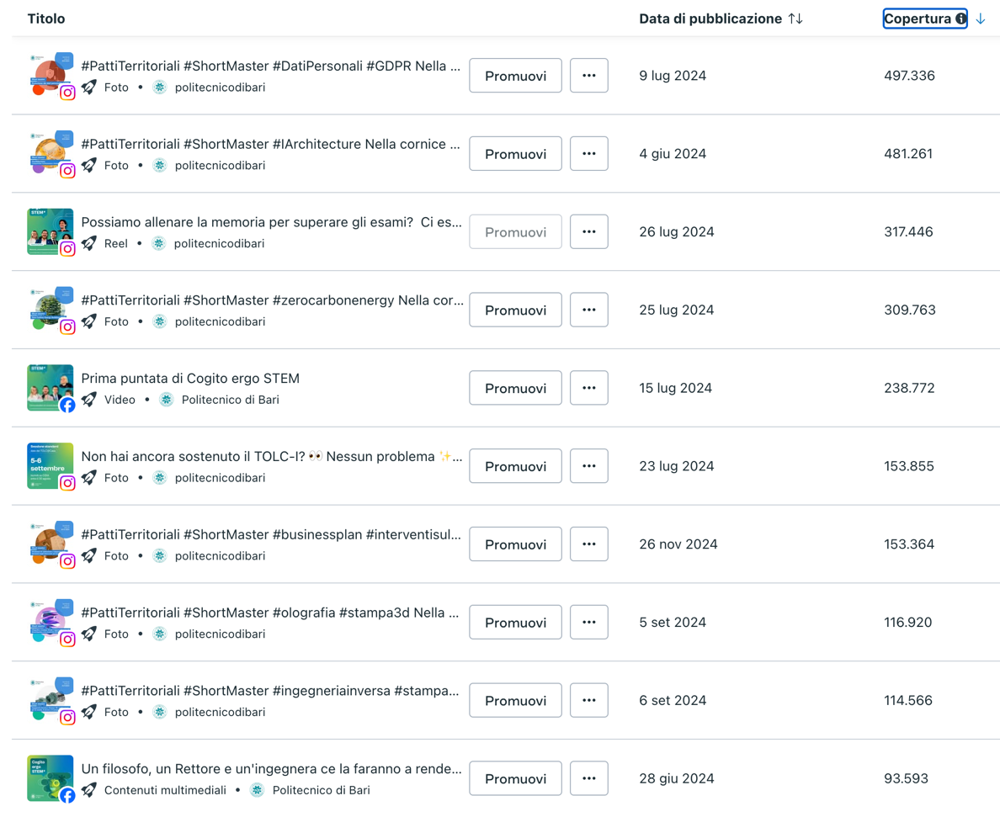 Titolo
Data di pubblicazione
Copertura
#PattiTerritoriali #ShortMaster #DatiPersonali #GDPR Nella ...
Foto • politecnicodibari
Promuovi
9 lug 2024
497.336
#PattiTerritoriali #ShortMaster #IArchitecture Nella cornice ...
Foto • politecnicodibari
Promuovi
4 giu 2024
481.261
STEM*
Possiamo allenare la memoria per superare gli esami? Ci es...
Reel • politecnicodibari
Promuovi
26 lug 2024
317.446
#PattiTerritoriali #ShortMaster #zerocarbonenergy Nella cor...
Foto • politecnicodibari
Promuovi
25 lug 2024
309.763
STEM*
Prima puntata di Cogito ergo STEM
Video • Politecnico di Bari
Promuovi
15 lug 2024
238.772
5-6
settembre
Non hai ancora sostenuto il TOLC-I? 👀 Nessun problema ✨...
Foto • politecnicodibari
Promuovi
23 lug 2024
153.855
#PattiTerritoriali #ShortMaster #businessplan #interventisul...
Foto • politecnicodibari
Promuovi
26 nov 2024
153.364
#PattiTerritoriali #ShortMaster #olografia #stampa3d Nella ...
Foto • politecnicodibari
Promuovi
5 set 2024
116.920
#PattiTerritoriali #ShortMaster #ingegneriainversa #stampa...
Foto • politecnicodibari
Promuovi
6 set 2024
114.566
Cogito
ergo
STEM*
Un filosofo, un Rettore e un'ingegnera ce la faranno a rende...
Contenuti multimediali • Politecnico di Bari
Promuovi
28 giu 2024
93.593